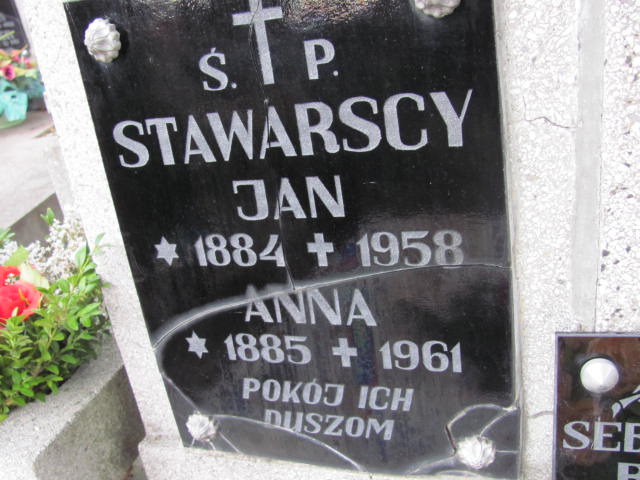 Ś. P.
STAWARSCY
JAN
* 1884 + 1958
ANNA
* 1885 + 1961
POKÓJ ICH
DUSZOM